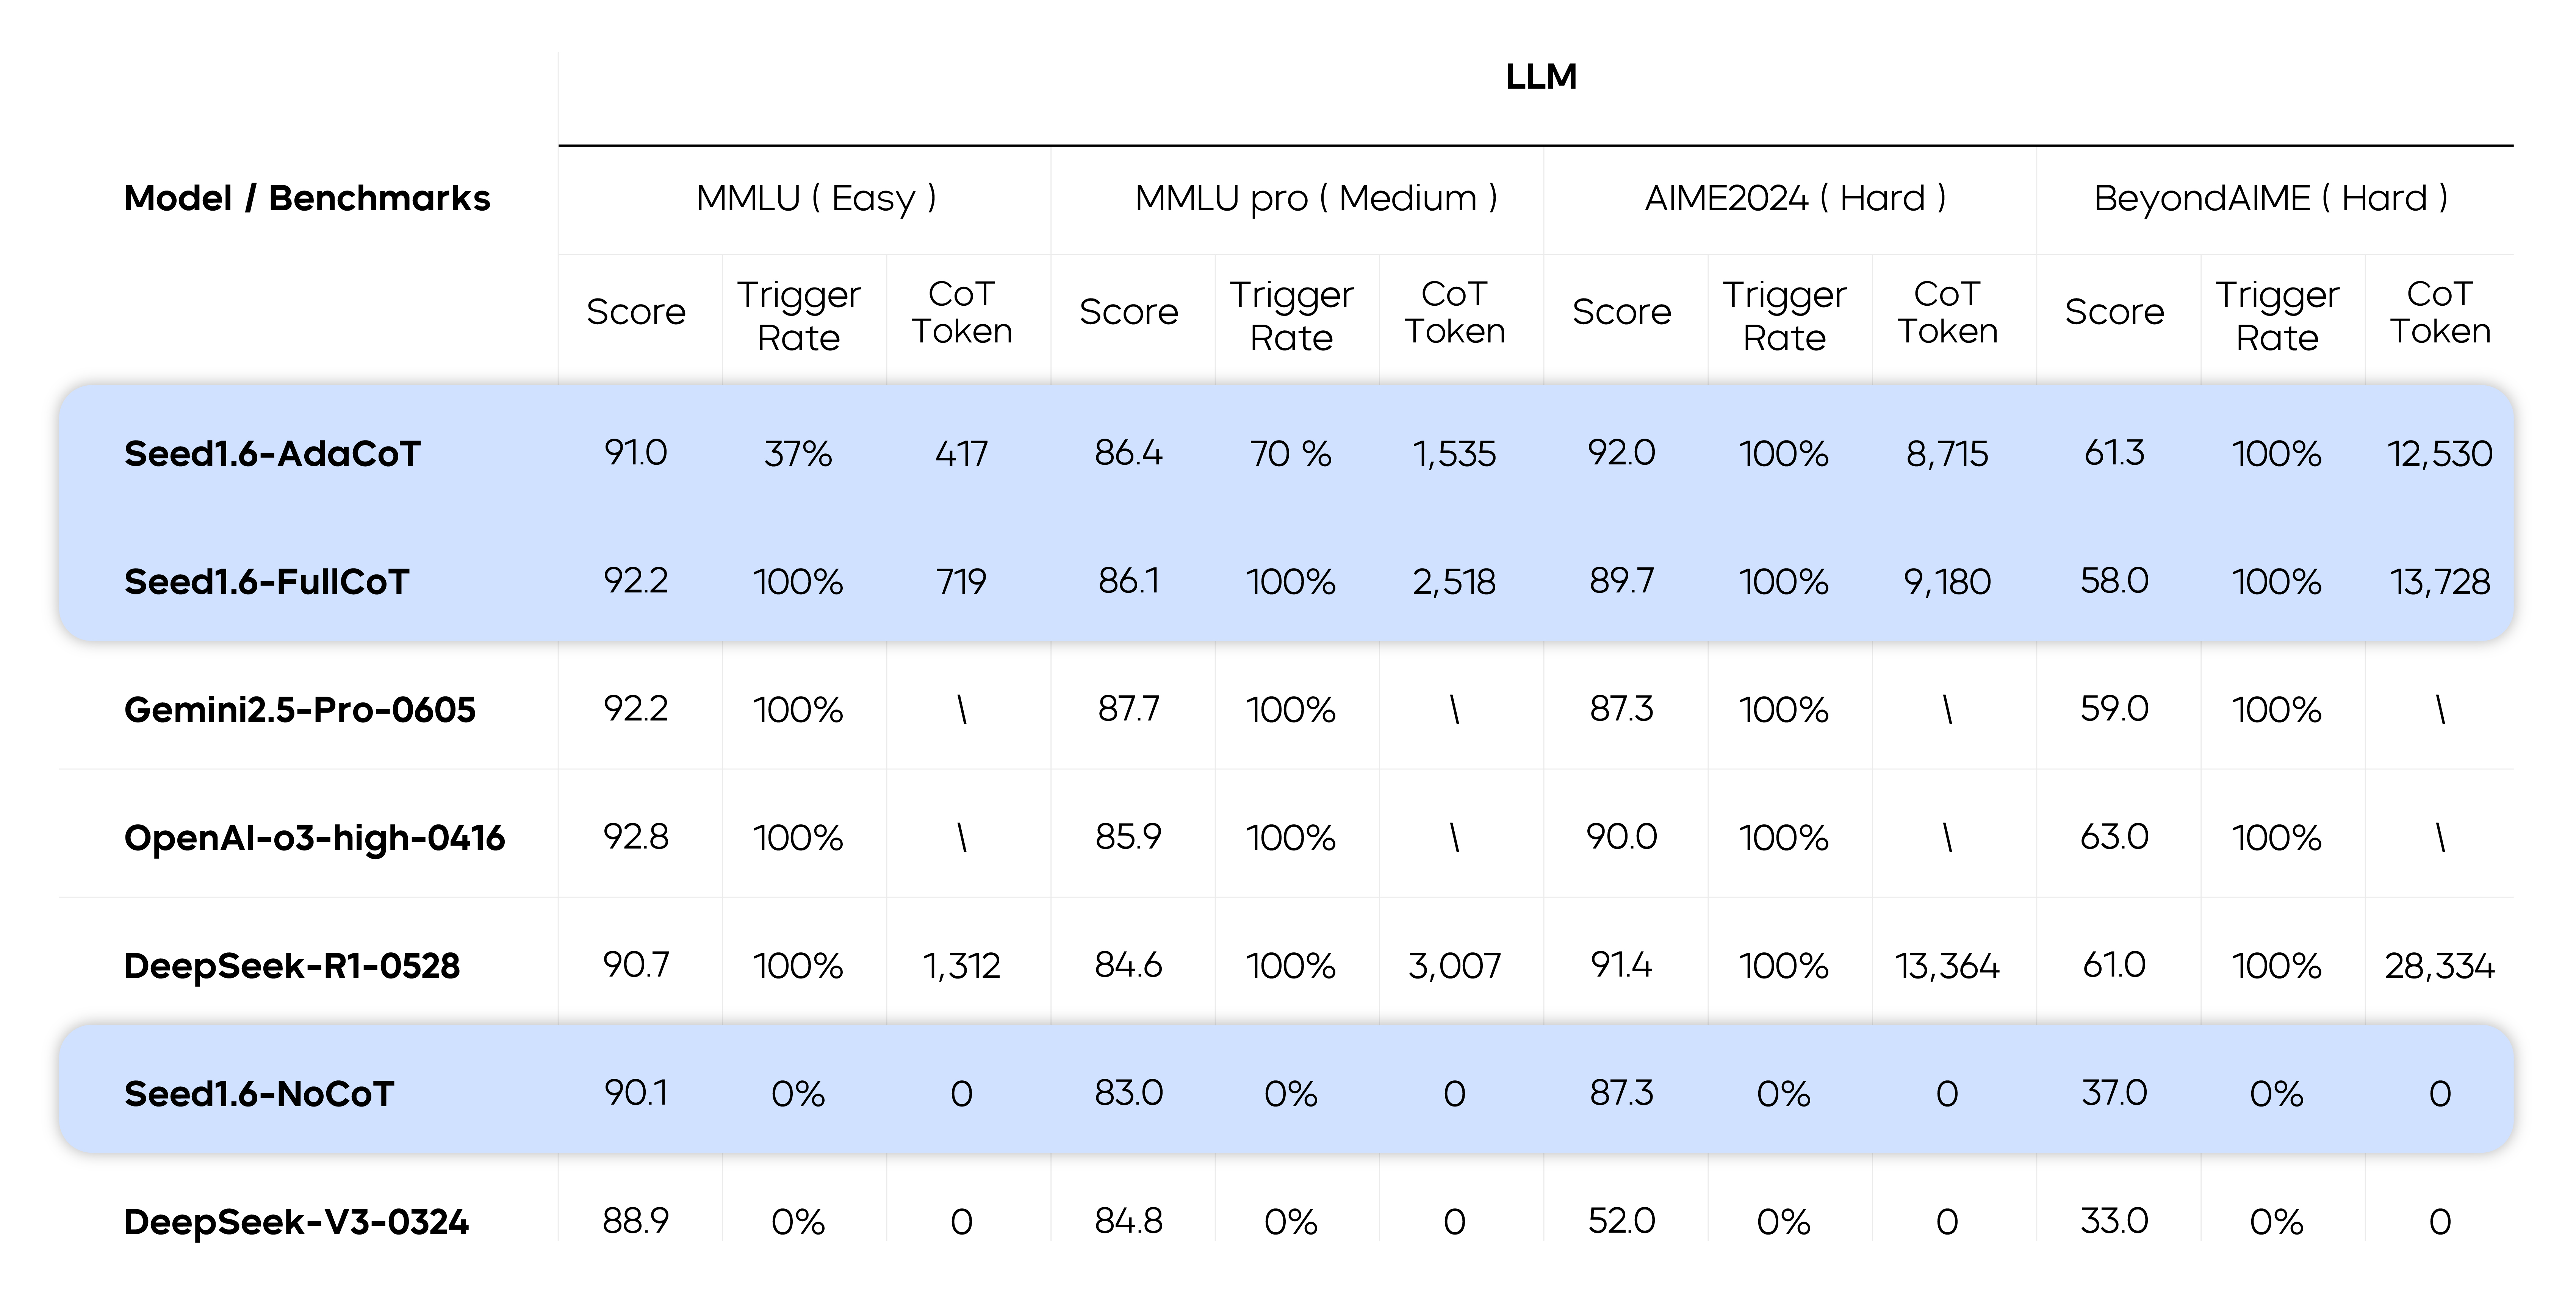 LLM
Model / Benchmarks MMLU ( Easy ) MMLU pro ( Medium ) AIME2024 ( Hard ) BeyondAIME ( Hard )
Score Trigger Rate CoT Token Score Trigger Rate CoT Token Score Trigger Rate CoT Token Score Trigger Rate CoT Token
Seed1.6-AdaCoT 91.0 37% 417 86.4 70 % 1,535 92.0 100% 8,715 61.3 100% 12,530
Seed1.6-FullCoT 92.2 100% 719 86.1 100% 2,518 89.7 100% 9,180 58.0 100% 13,728
Gemini2.5-Pro-0605 92.2 100% \ 87.7 100% \ 87.3 100% \ 59.0 100% \
OpenAI-o3-high-0416 92.8 100% \ 85.9 100% \ 90.0 100% \ 63.0 100% \
DeepSeek-R1-0528 90.7 100% 1,312 84.6 100% 3,007 91.4 100% 13,364 61.0 100% 28,334
Seed1.6-NoCoT 90.1 0% 0 83.0 0% 0 87.3 0% 0 37.0 0% 0
DeepSeek-V3-0324 88.9 0% 0 84.8 0% 0 52.0 0% 0 33.0 0% 0